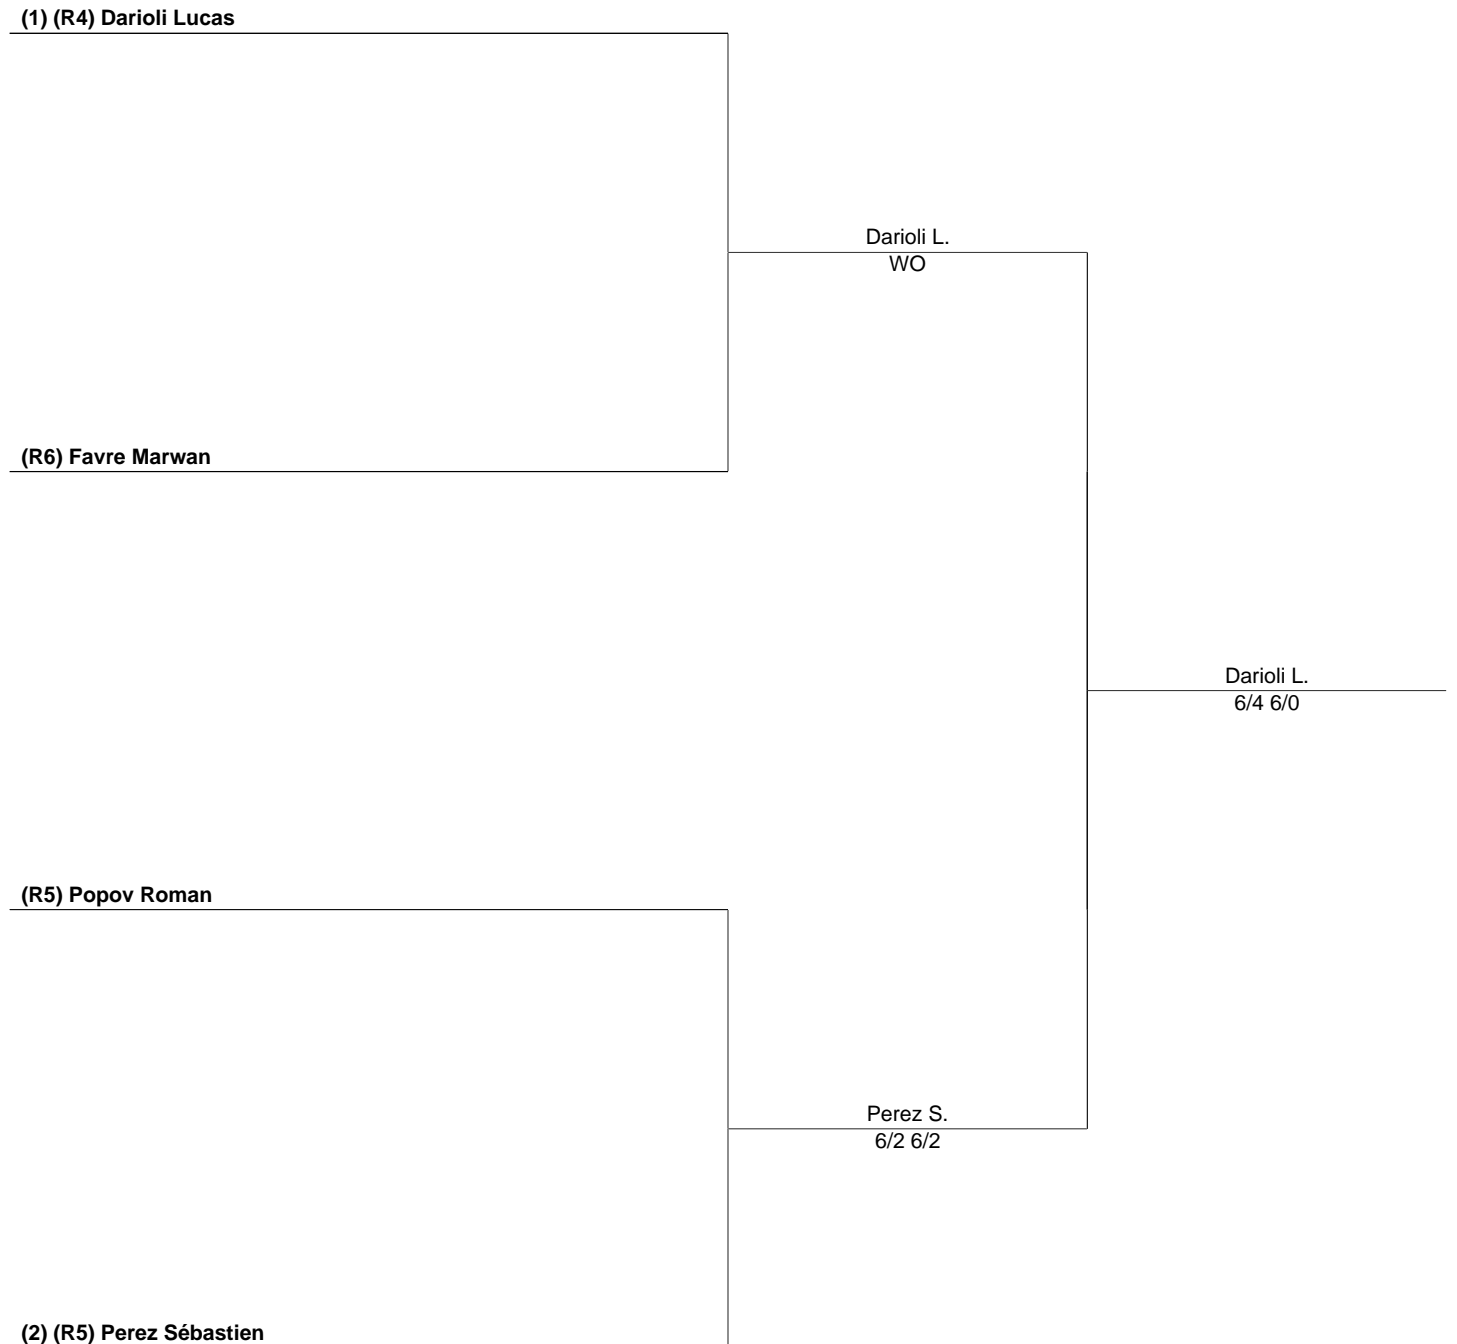 (1) (R4) Darioli Lucas
Darioli L.
WO
(R6) Favre Marwan
Darioli L.
6/4 6/0
(R5) Popov Roman
Perez S.
6/2 6/2
(2) (R5) Perez Sébastien